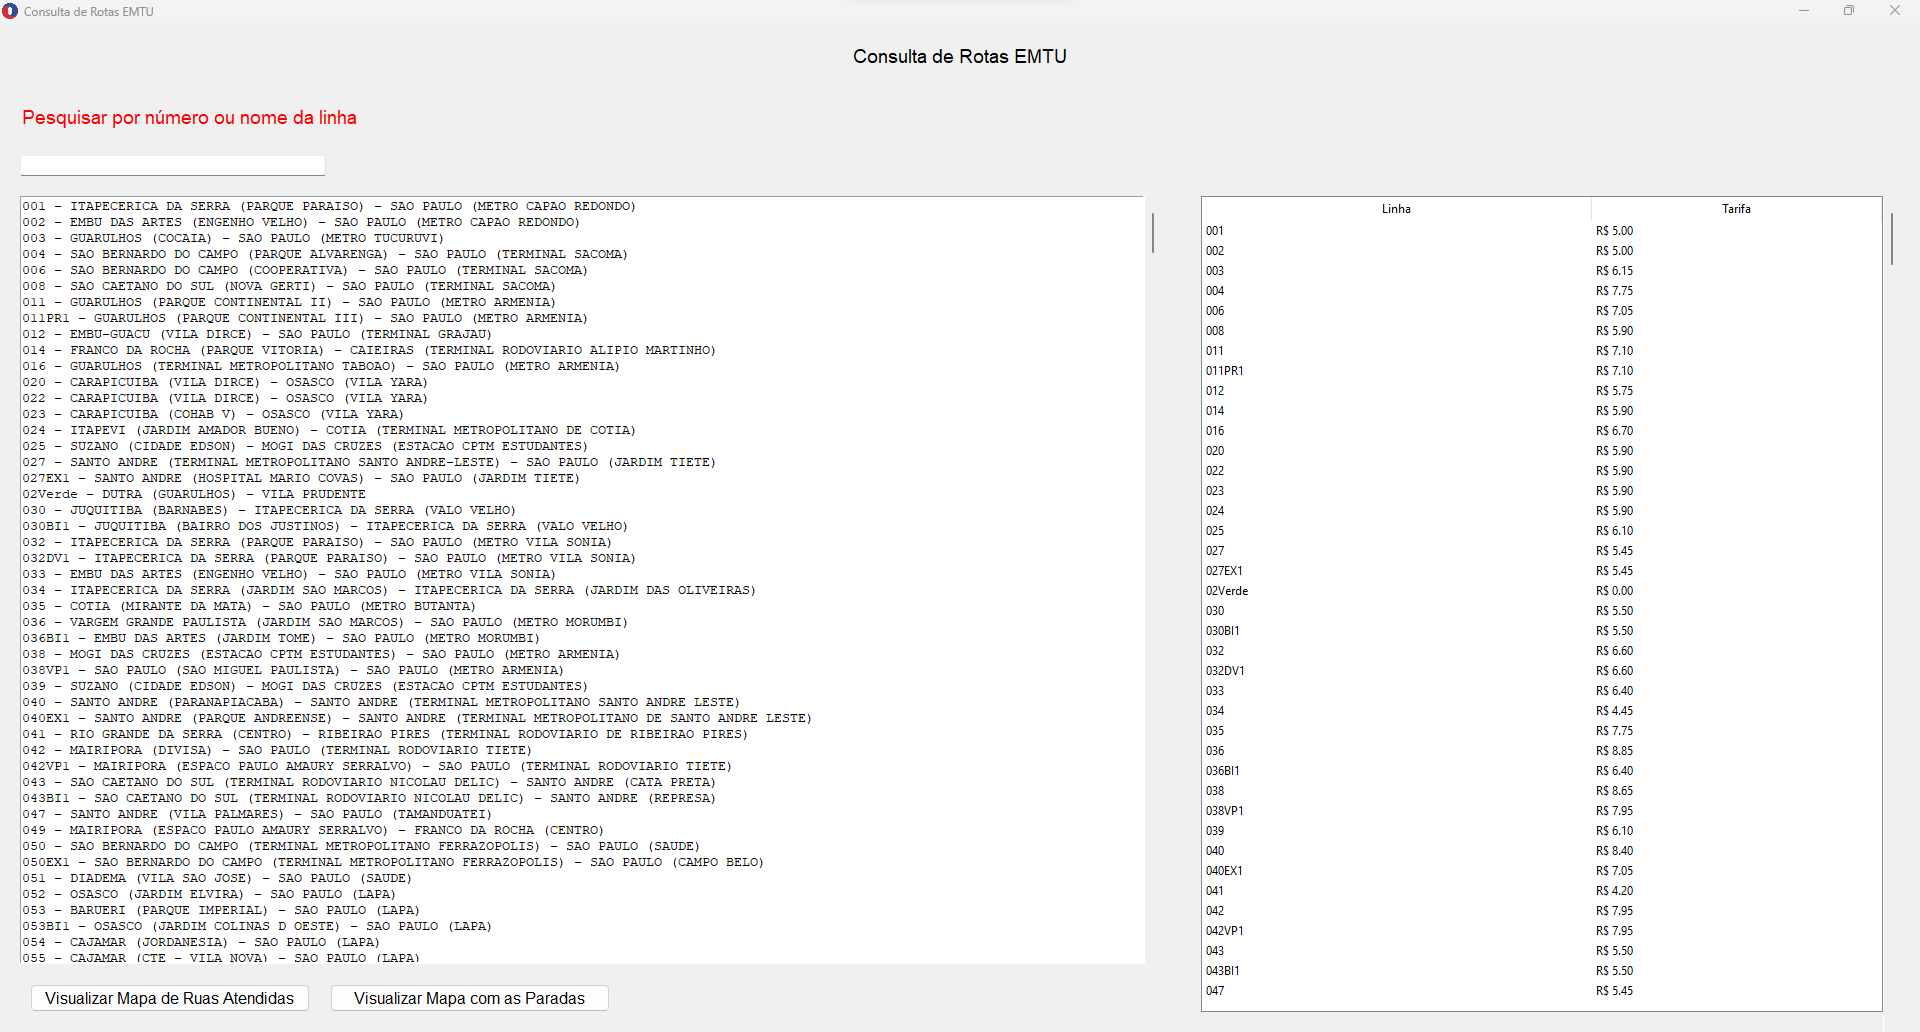 Consulta de Rotas EMTU
Consulta de Rotas EMTU
Pesquisar por número ou nome da linha
001 - ITAPECERICA DA SERRA (PARQUE PARAISO) - SAO PAULO (METRO CAPAO REDONDO)
002 - EMBU DAS ARTES (ENGENHO VELHO) - SAO PAULO (METRO CAPAO REDONDO)
003 - GUARULHOS (COCAIA) - SAO PAULO (METRO TUCURUVI)
004 - SAO BERNARDO DO CAMPO (PARQUE ALVARENGA) - SAO PAULO (TERMINAL SACOMA)
006 - SAO BERNARDO DO CAMPO (COOPERATIVA) - SAO PAULO (TERMINAL SACOMA)
008 - SAO CAETANO DO SUL (NOVA GERTI) - SAO PAULO (TERMINAL SACOMA)
011 - GUARULHOS (PARQUE CONTINENTAL II) - SAO PAULO (METRO ARMENIA)
011PR1 - GUARULHOS (PARQUE CONTINENTAL III) - SAO PAULO (METRO ARMENIA)
012 - EMBU-GUACU (VILA DIRCE) - SAO PAULO (TERMINAL GRAJAU)
014 - FRANCO DA ROCHA (PARQUE VITORIA) - CAIEIRAS (TERMINAL RODOVIARIO ALIPIO MARTINHO)
016 - GUARULHOS (TERMINAL METROPOLITANO TABOAO) - SAO PAULO (METRO ARMENIA)
020 - CARAPICUIBA (VILA DIRCE) - OSASCO (VILA YARA)
022 - CARAPICUIBA (VILA DIRCE) - OSASCO (VILA YARA)
023 - CARAPICUIBA (COHAB V) - OSASCO (VILA YARA)
024 - ITAPEVI (JARDIM AMADOR BUENO) - COTIA (TERMINAL METROPOLITANO DE COTIA)
025 - SUZANO (CIDADE EDSON) - MOGI DAS CRUZES (ESTACAO CPTM ESTUDANTES)
027 - SANTO ANDRE (TERMINAL METROPOLITANO SANTO ANDRE-LESTE) - SAO PAULO (JARDIM TIETE)
027EX1 - SANTO ANDRE (HOSPITAL MARIO COVAS) - SAO PAULO (JARDIM TIETE)
02Verde - DUTRA (GUARULHOS) - VILA PRUDENTE
030 - JUQUITIBA (BARNABES) - ITAPECERICA DA SERRA (VALO VELHO)
030BI1 - JUQUITIBA (BAIRRO DOS JUSTINOS) - ITAPECERICA DA SERRA (VALO VELHO)
032 - ITAPECERICA DA SERRA (PARQUE PARAISO) - SAO PAULO (METRO VILA SONIA)
032DV1 - ITAPECERICA DA SERRA (PARQUE PARAISO) - SAO PAULO (METRO VILA SONIA)
033 - EMBU DAS ARTES (ENGENHO VELHO) - SAO PAULO (METRO VILA SONIA)
034 - ITAPECERICA DA SERRA (JARDIM SAO MARCOS) - ITAPECERICA DA SERRA (JARDIM DAS OLIVEIRAS)
035 - COTIA (MIRANTE DA MATA) - SAO PAULO (METRO BUTANTA)
036 - VARGEM GRANDE PAULISTA (JARDIM SAO MARCOS) - SAO PAULO (METRO MORUMBI)
036BI1 - EMBU DAS ARTES (JARDIM TOME) - SAO PAULO (METRO MORUMBI)
038 - MOGI DAS CRUZES (ESTACAO CPTM ESTUDANTES) - SAO PAULO (METRO ARMENIA)
038VP1 - SAO PAULO (SAO MIGUEL PAULISTA) - SAO PAULO (METRO ARMENIA)
039 - SUZANO (CIDADE EDSON) - MOGI DAS CRUZES (ESTACAO CPTM ESTUDANTES)
040 - SANTO ANDRE (PARANAPIACABA) - SANTO ANDRE (TERMINAL METROPOLITANO SANTO ANDRE LESTE)
040EX1 - SANTO ANDRE (PARQUE ANDREENSE) - SANTO ANDRE (TERMINAL METROPOLITANO DE SANTO ANDRE LESTE)
041 - RIO GRANDE DA SERRA (CENTRO) - RIBEIRAO PIRES (TERMINAL RODOVIARIO DE RIBEIRAO PIRES)
042 - MAIRIPORA (DIVISA) - SAO PAULO (TERMINAL RODOVIARIO TIETE)
042VP1 - MAIRIPORA (ESPACO PAULO AMAURY SERRALVO) - SAO PAULO (TERMINAL RODOVIARIO TIETE)
043 - SAO CAETANO DO SUL (TERMINAL RODOVIARIO NICOLAU DELIC) - SANTO ANDRE (CATA PRETA)
043BI1 - SAO CAETANO DO SUL (TERMINAL RODOVIARIO NICOLAU DELIC) - SANTO ANDRE (REPRESA)
047 - SANTO ANDRE (VILA PALMARES) - SAO PAULO (TAMANDUATEI)
049 - MAIRIPORA (ESPACO PAULO AMAURY SERRALVO) - FRANCO DA ROCHA (CENTRO)
050 - SAO BERNARDO DO CAMPO (TERMINAL METROPOLITANO FERRAZOPOLIS) - SAO PAULO (SAUDE)
050EX1 - SAO BERNARDO DO CAMPO (TERMINAL METROPOLITANO FERRAZOPOLIS) - SAO PAULO (CAMPO BELO)
051 - DIADEMA (VILA SAO JOSE) - SAO PAULO (SAUDE)
052 - OSASCO (JARDIM ELVIRA) - SAO PAULO (LAPA)
053 - BARUERI (PARQUE IMPERIAL) - SAO PAULO (LAPA)
053BI1 - OSASCO (JARDIM COLINAS D OESTE) - SAO PAULO (LAPA)
054 - CAJAMAR (JORDANESIA) - SAO PAULO (LAPA)
055 - CAJAMAR (CTE - VILA NOVA) - SAO PAULO (LAPA)
Visualizar Mapa de Ruas Atendidas
Visualizar Mapa com as Paradas
Linha Tarifa
001 R$ 5.00
002 R$ 5.00
003 R$ 6.15
004 R$ 7.75
006 R$ 7.05
008 R$ 5.90
011 R$ 7.10
011PR1 R$ 7.10
012 R$ 5.75
014 R$ 5.90
016 R$ 6.70
020 R$ 5.90
022 R$ 5.90
023 R$ 5.90
024 R$ 5.90
025 R$ 6.10
027 R$ 5.45
027EX1 R$ 5.45
02Verde R$ 0.00
030 R$ 5.50
030BI1 R$ 5.50
032 R$ 6.60
032DV1 R$ 6.60
033 R$ 6.40
034 R$ 4.45
035 R$ 7.75
036 R$ 8.85
036BI1 R$ 6.40
038 R$ 8.65
038VP1 R$ 7.95
039 R$ 6.10
040 R$ 8.40
040EX1 R$ 7.05
041 R$ 4.20
042 R$ 7.95
042VP1 R$ 7.95
043 R$ 5.50
043BI1 R$ 5.50
047 R$ 5.45